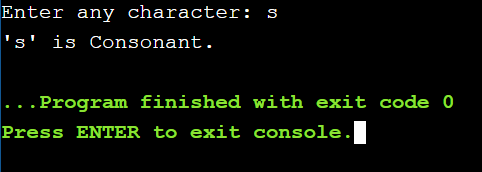 Enter any character: s
's' is Consonant.
...Program finished with exit code 0
Press ENTER to exit console.